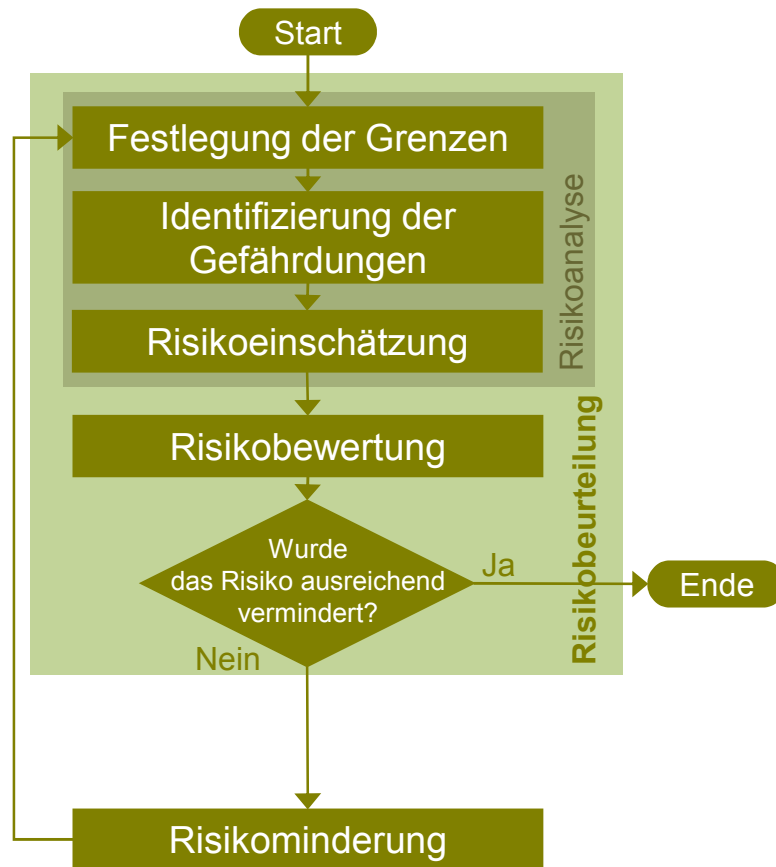 Start
Festlegung der Grenzen
Identifizierung der
Gefährdungen
Risikoeinschätzung
Risikoanalyse
Risikobewertung
Risikobeurteilung
Wurde
das Risiko ausreichend
vermindert?
Ja
Ende
Nein
Risikominderung